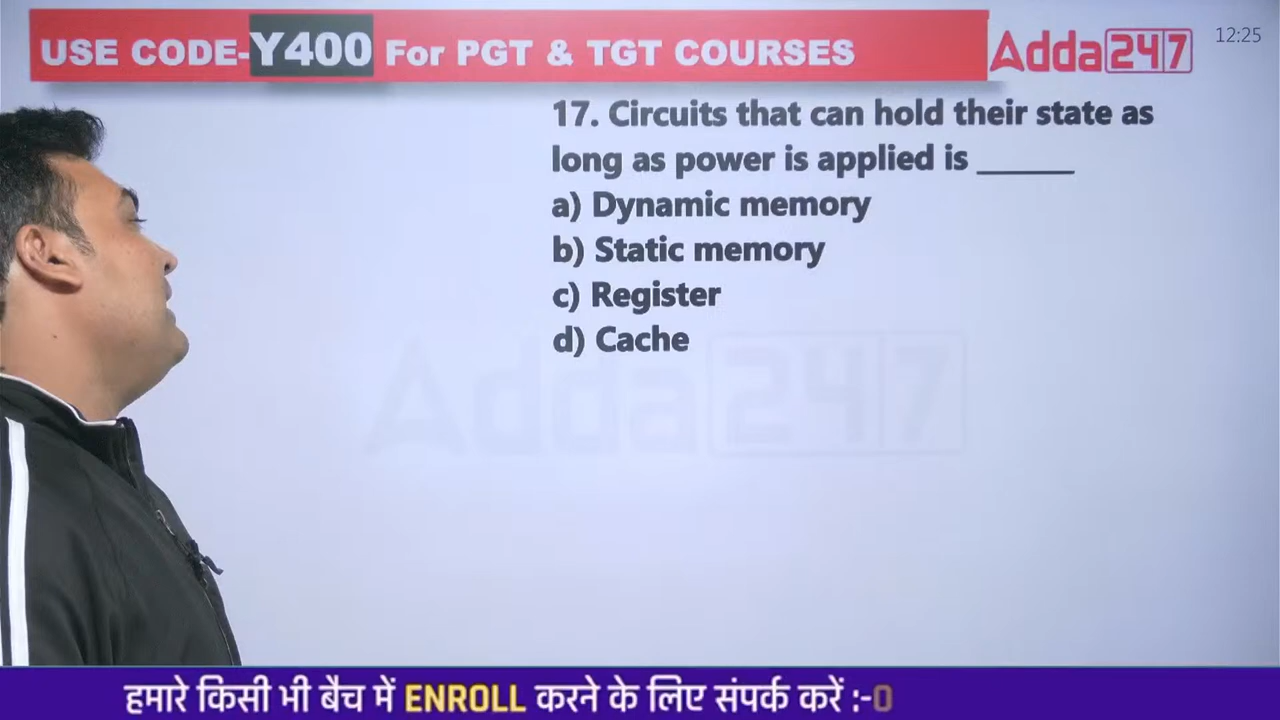 USE CODE-Y400 For PGT & TGT COURSES
Adda247
12:25
17. Circuits that can hold their state as
long as power is applied is ______
a) Dynamic memory
b) Static memory
c) Register
d) Cache
Adda247
हमारे किसी भी बैच में ENROLL करने के लिए संपर्क करें :-0